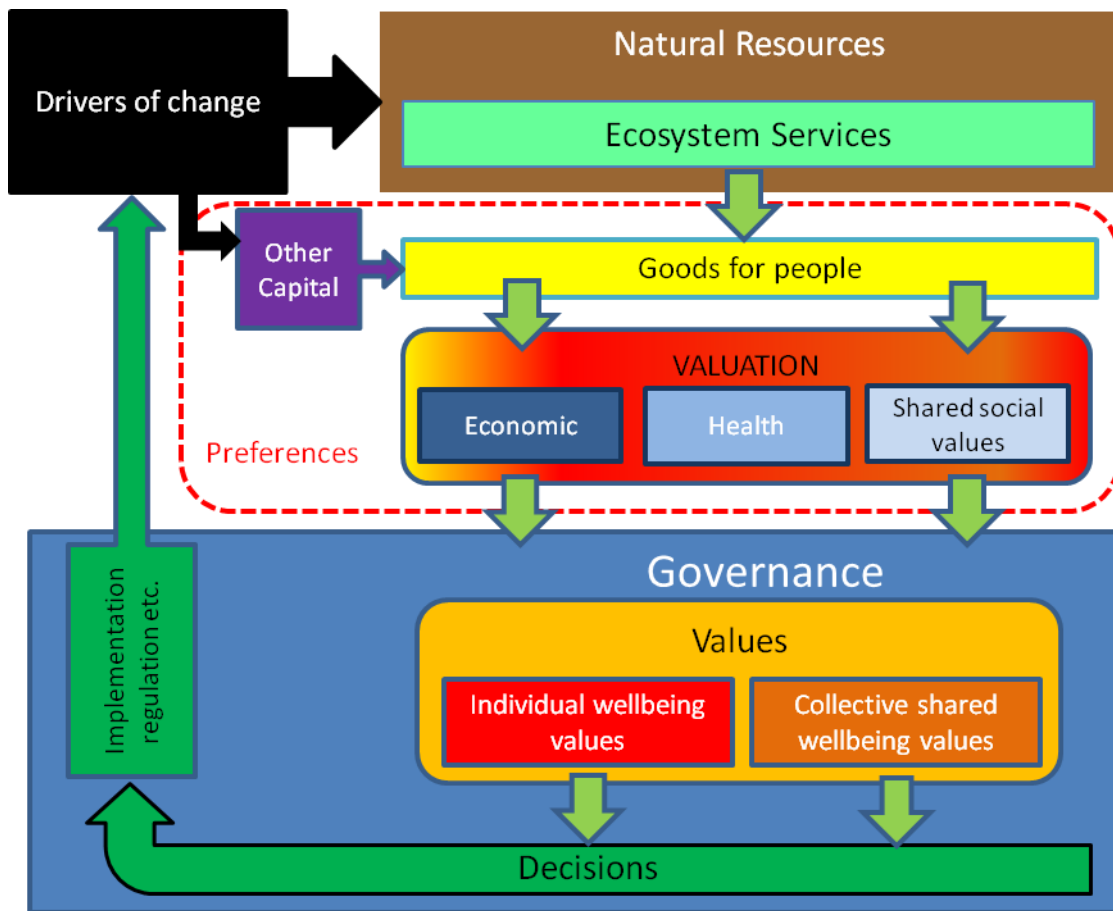 Drivers of change
Natural Resources
Ecosystem Services
Other
Capital
Goods for people
VALUATION
Economic
Health
Shared social
values
Preferences
Governance
Implementation
regulation etc.
Values
Individual wellbeing
values
Collective shared
wellbeing values
Decisions